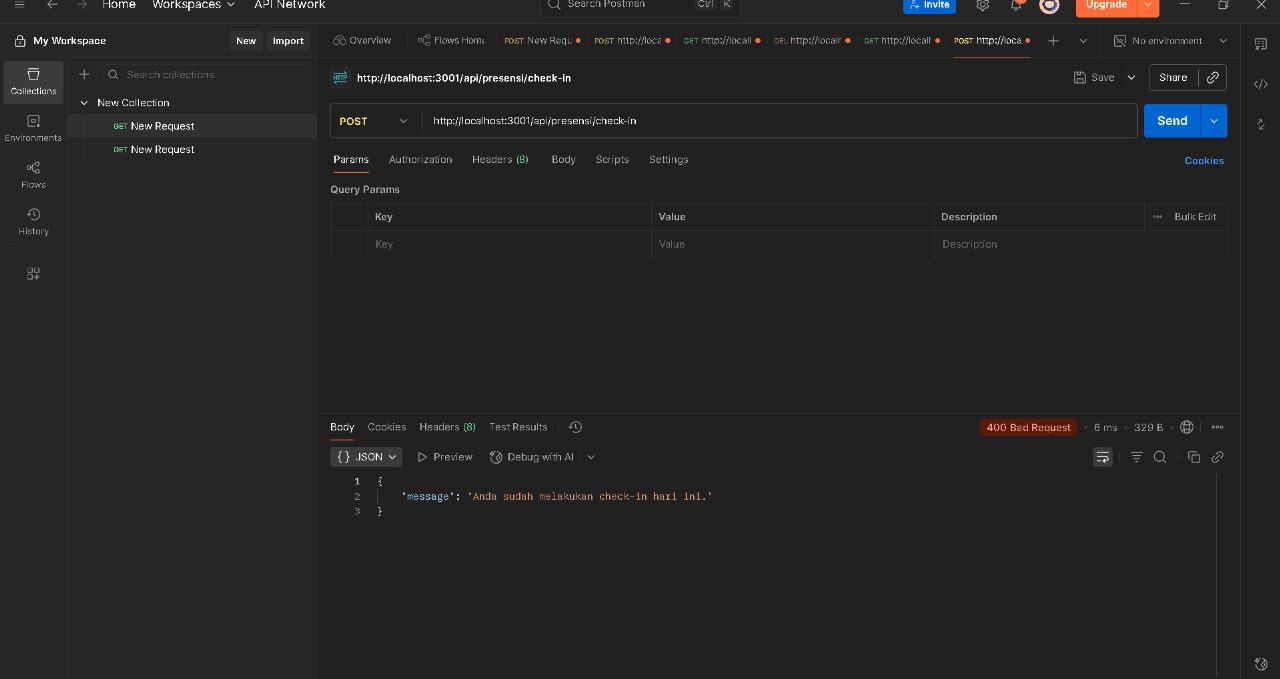 Home Workspaces API Network Search Postman Ctrl K Invite Upgrade
My Workspace New Import
Overview Flows Home POST New Requ POST http://loca GET http://locall DEL http://localh GET http://locall POST http://loca No environment
Collections
Environments
Flows
History
Search collections
New Collection
GET New Request
GET New Request
HTTP http://localhost:3001/api/presensi/check-in Save Share
POST http://localhost:3001/api/presensi/check-in Send
Params Authorization Headers (8) Body Scripts Settings Cookies
Query Params
Key Value Description Bulk Edit
Key Value Description
Body Cookies Headers (8) Test Results 400 Bad Request 6 ms 329 B
{} JSON Preview Debug with AI
1 {
2 "message": "Anda sudah melakukan check-in hari ini."
3 }